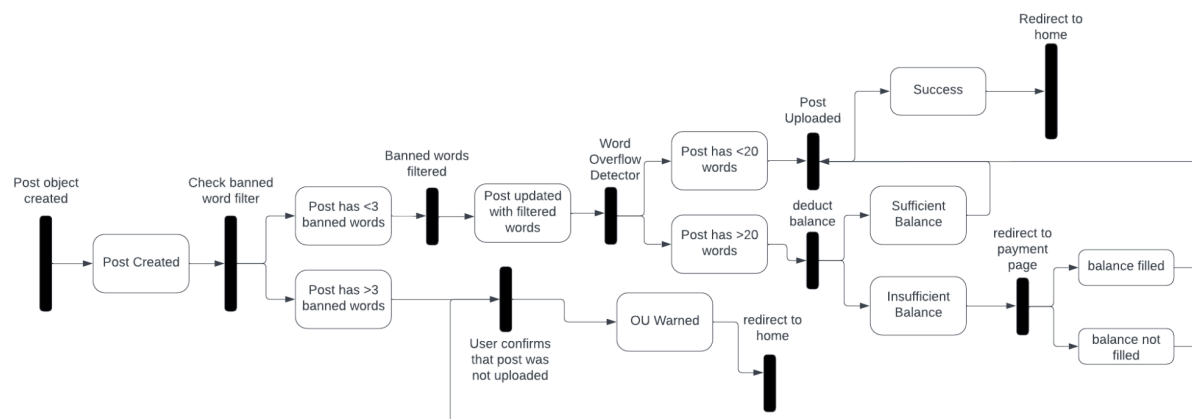 Redirect to
home
Success
Post
Uploaded
Word
Overflow
Detector
Post has <20
words
Banned words
filtered
Post object
created
Check banned
word filter
Post has <3
banned words
Post updated
with filtered
words
deduct
balance
Sufficient
Balance
Post has >20
words
redirect to
payment
page
Post Created
balance filled
Post has >3
banned words
Insufficient
Balance
OU Warned
redirect to
home
User confirms
that post was
not uploaded
balance not
filled